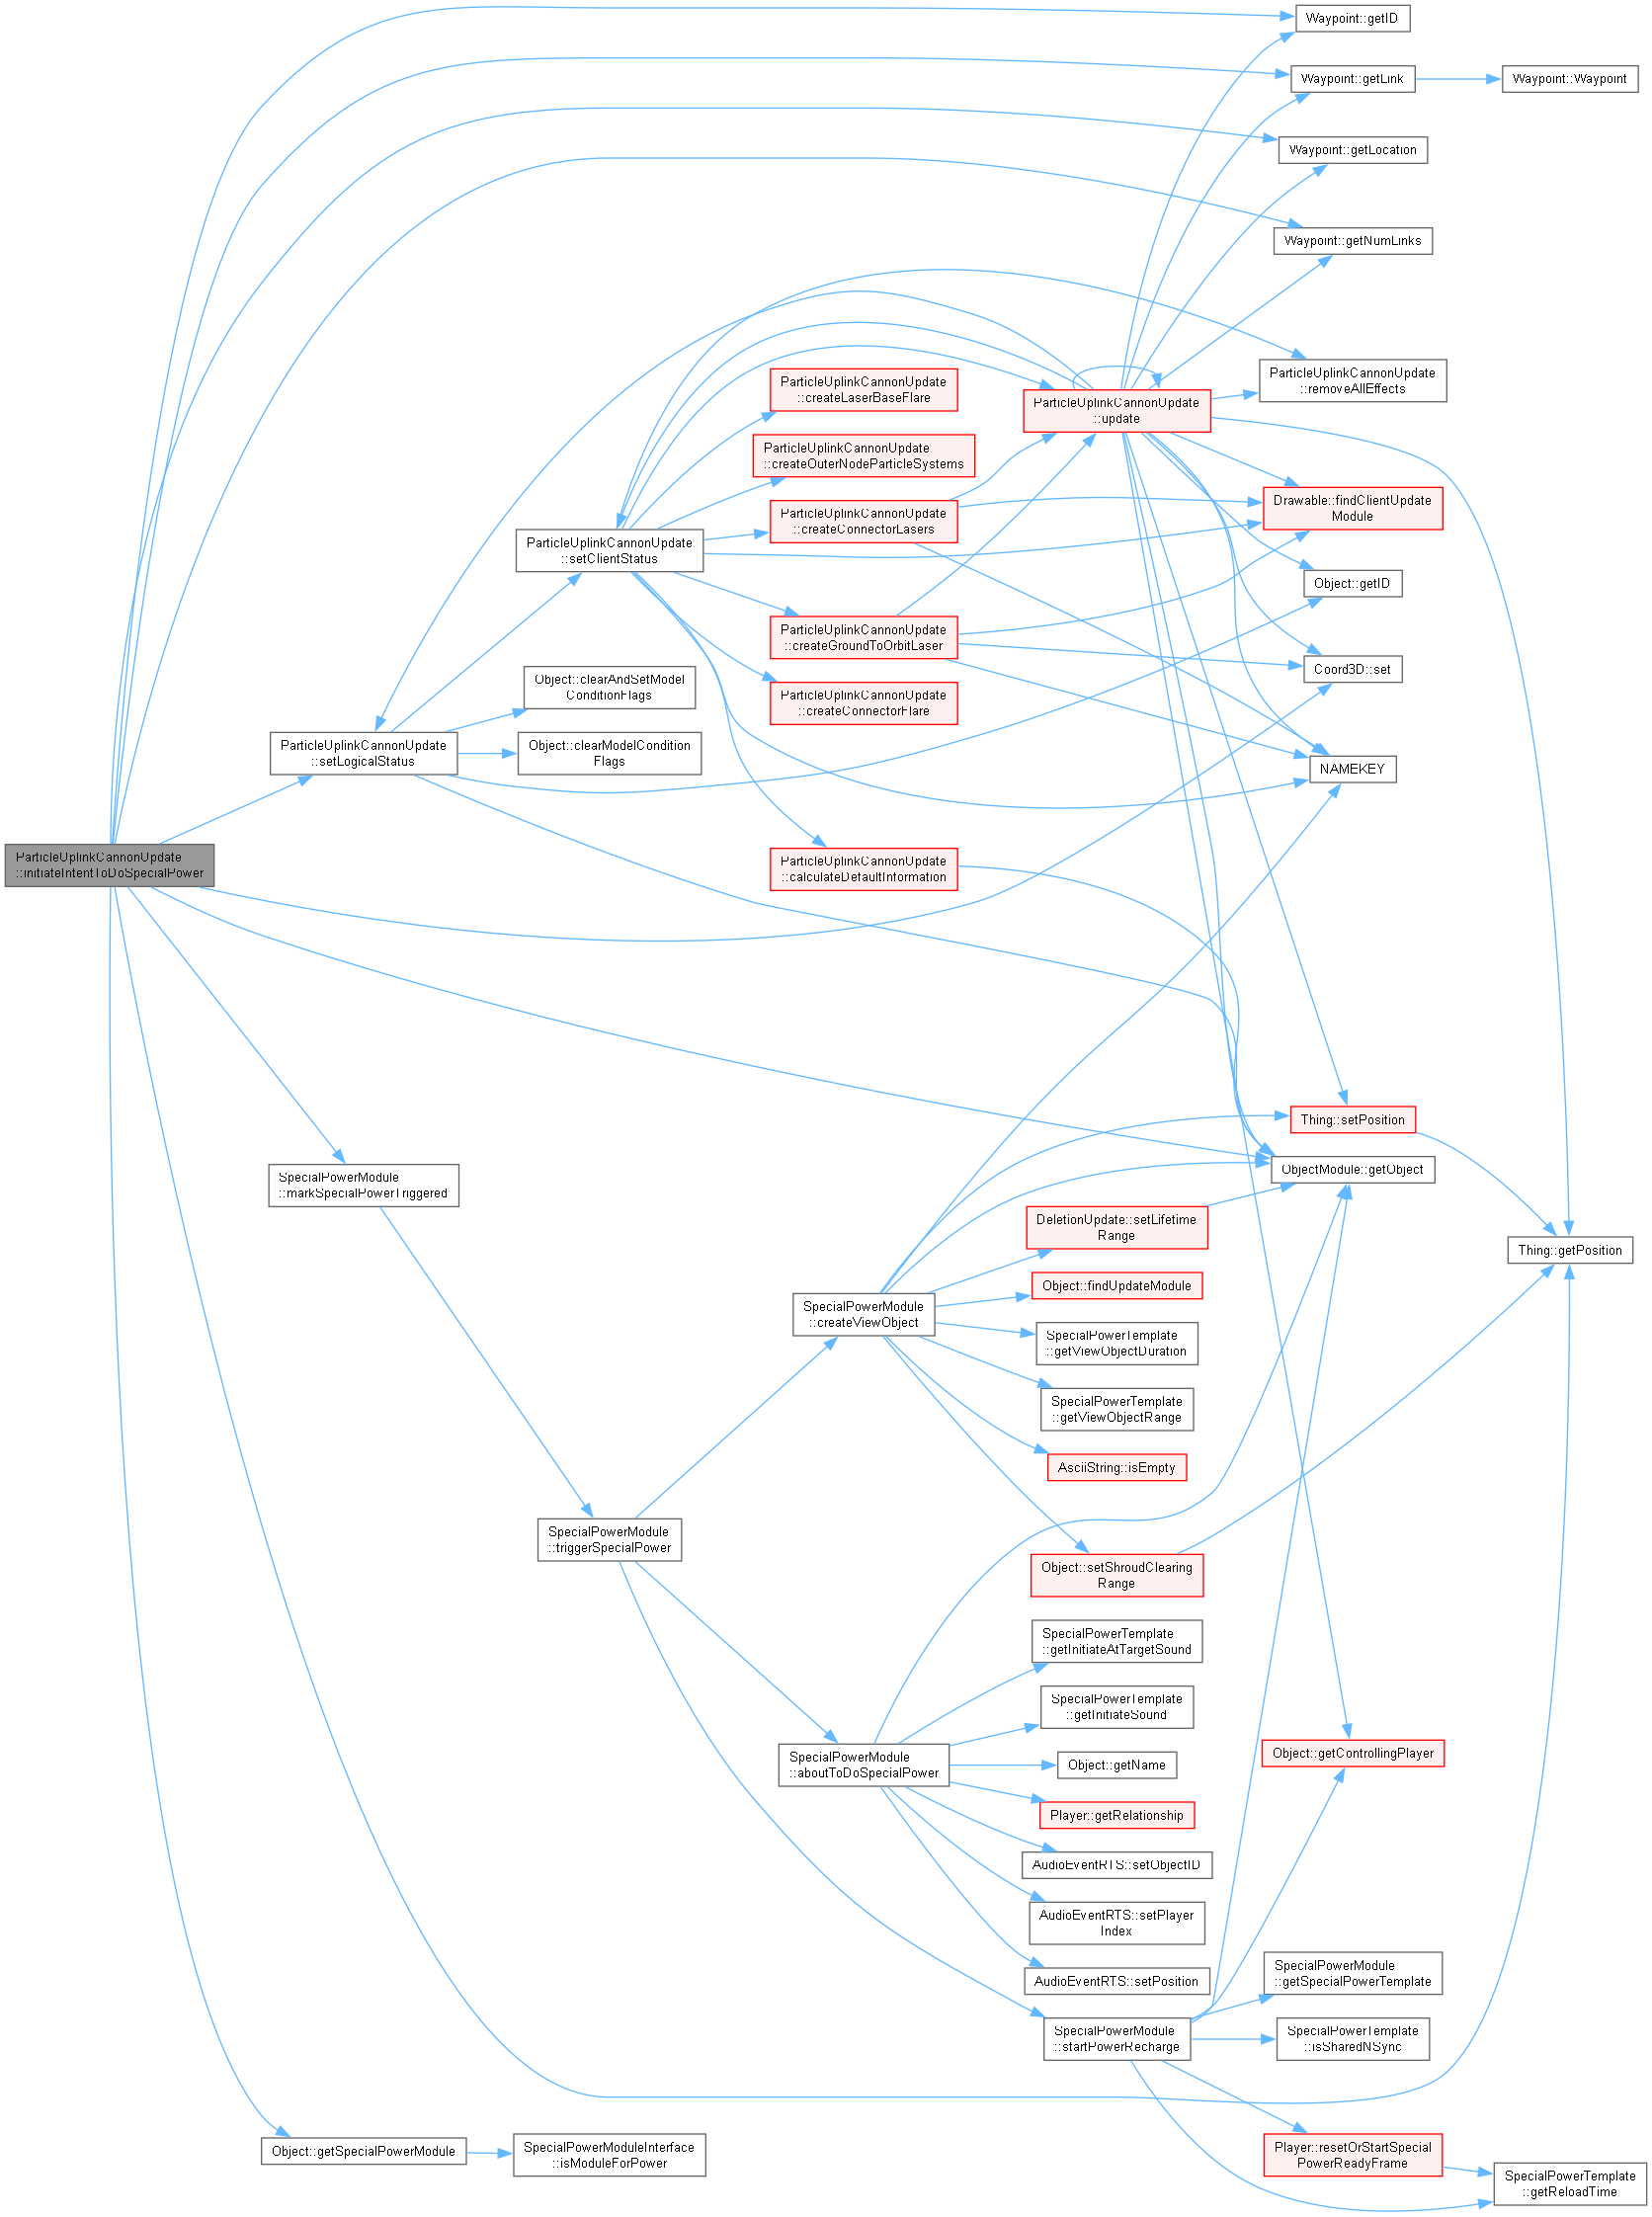 Waypoint::getID
Waypoint::getLink
Waypoint::Waypoint
Waypoint::getLocation
Waypoint::getNumLinks
ParticleUplinkCannonUpdate
::removeAllEffects
ParticleUplinkCannonUpdate
::createLaserBaseFlare
ParticleUplinkCannonUpdate
::update
ParticleUplinkCannonUpdate
::createOuterNodeParticleSystems
Drawable::findClientUpdate
Module
ParticleUplinkCannonUpdate
::createConnectorLasers
ParticleUplinkCannonUpdate
::setClientStatus
Object::getID
ParticleUplinkCannonUpdate
::createGroundToOrbitLaser
Coord3D::set
Object::clearAndSetModel
ConditionFlags
ParticleUplinkCannonUpdate
::createConnectorFlare
ParticleUplinkCannonUpdate
::setLogicalStatus
Object::clearModelCondition
Flags
NAMEKEY
ParticleUplinkCannonUpdate
::initiateIntentToDoSpecialPower
ParticleUplinkCannonUpdate
::calculateDefaultInformation
Thing::setPosition
ObjectModule::getObject
SpecialPowerModule
::markSpecialPowerTriggered
DeletionUpdate::setLifetime
Range
Thing::getPosition
Object::findUpdateModule
SpecialPowerModule
::createViewObject
SpecialPowerTemplate
::getViewObjectDuration
SpecialPowerTemplate
::getViewObjectRange
AsciiString::isEmpty
SpecialPowerModule
::triggerSpecialPower
Object::setShroudClearing
Range
SpecialPowerTemplate
::getInitiateAtTargetSound
SpecialPowerTemplate
::getInitiateSound
Object::getControllingPlayer
SpecialPowerModule
::aboutToDoSpecialPower
Object::getName
Player::getRelationship
AudioEventRTS::setObjectID
AudioEventRTS::setPlayer
Index
AudioEventRTS::setPosition
SpecialPowerModule
::getSpecialPowerTemplate
SpecialPowerModule
::startPowerRecharge
SpecialPowerTemplate
::isSharedNSync
Object::getSpecialPowerModule
SpecialPowerModuleInterface
::isModuleForPower
Player::resetOrStartSpecial
PowerReadyFrame
SpecialPowerTemplate
::getReloadTime